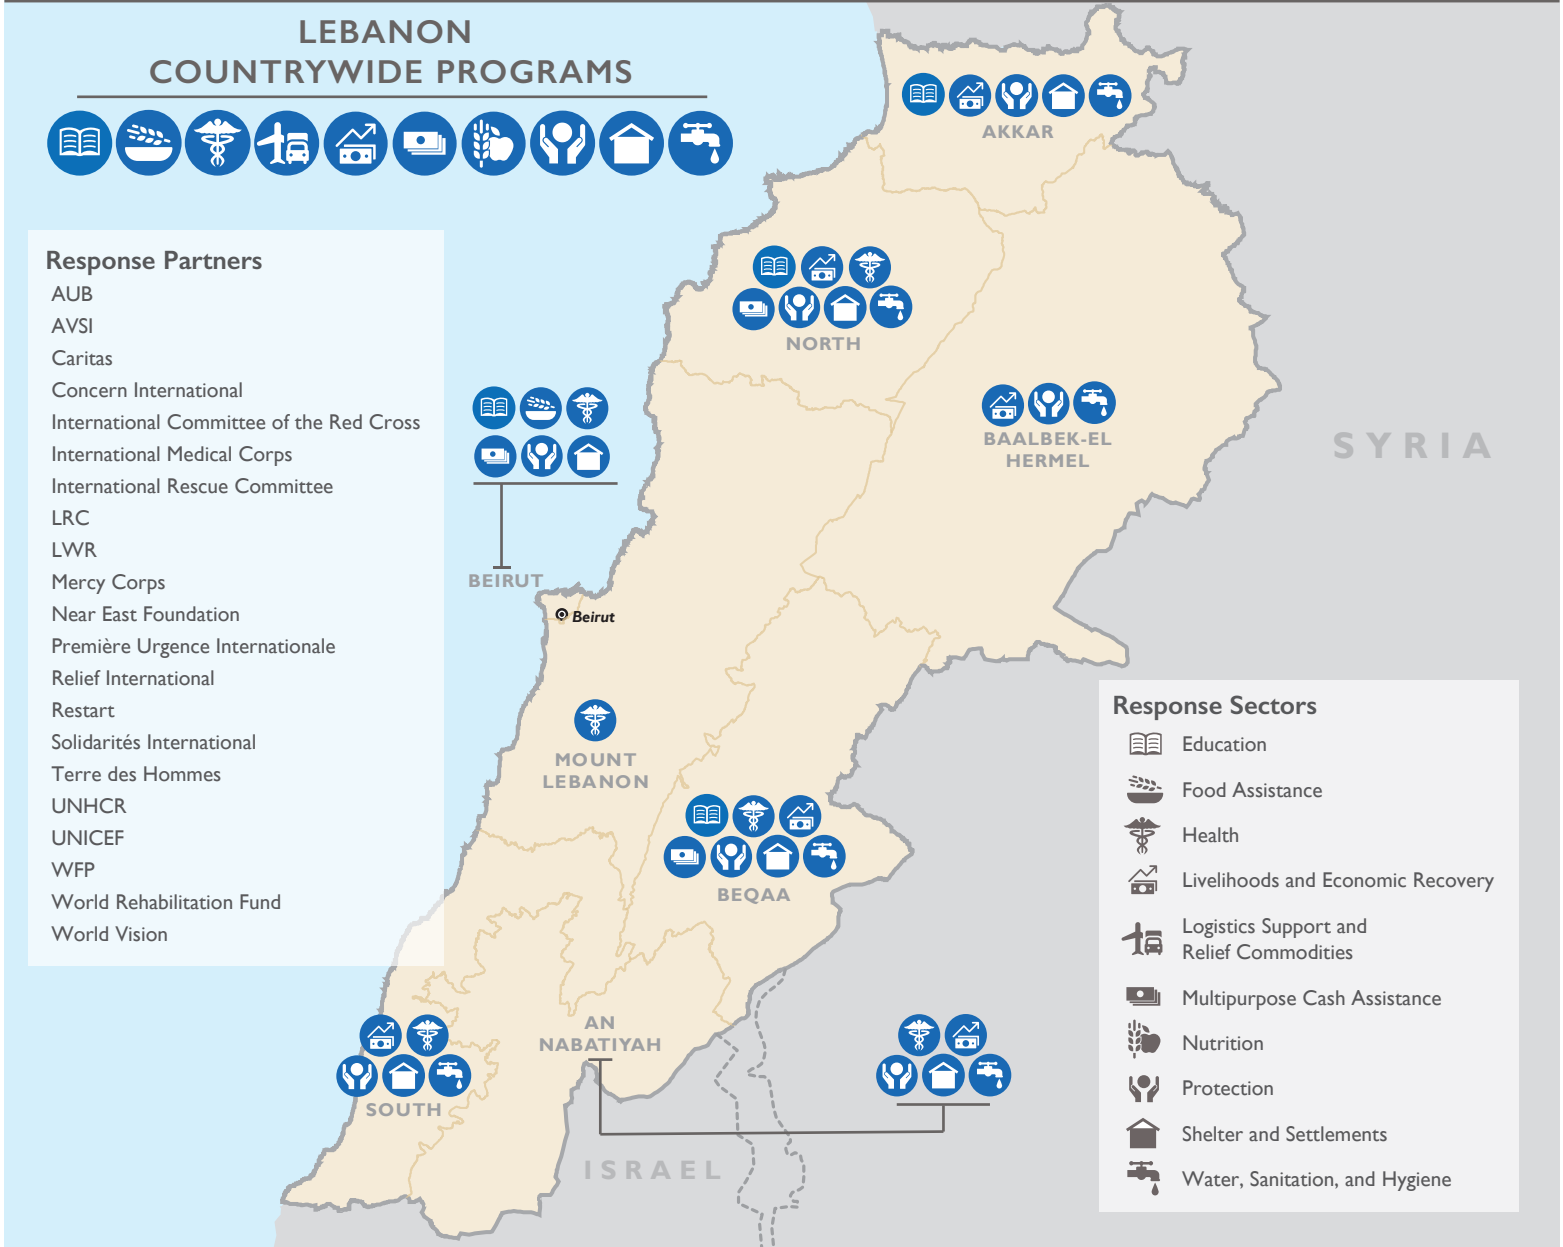 LEBANON
COUNTRYWIDE PROGRAMS
Response Partners
AUB
AVSI
Caritas
Concern International
International Committee of the Red Cross
International Medical Corps
International Rescue Committee
LRC
LWR
Mercy Corps
Near East Foundation
Première Urgence Internationale
Relief International
Restart
Solidarités International
Terre des Hommes
UNHCR
UNICEF
WFP
World Rehabilitation Fund
World Vision
AKKAR
NORTH
BAALBEK-EL
HERMEL
SYRIA
BEIRUT
Beirut
MOUNT
LEBANON
BEQAA
AN
NABATIYAH
SOUTH
ISRAEL
Response Sectors
Education
Food Assistance
Health
Livelihoods and Economic Recovery
Logistics Support and
Relief Commodities
Multipurpose Cash Assistance
Nutrition
Protection
Shelter and Settlements
Water, Sanitation, and Hygiene